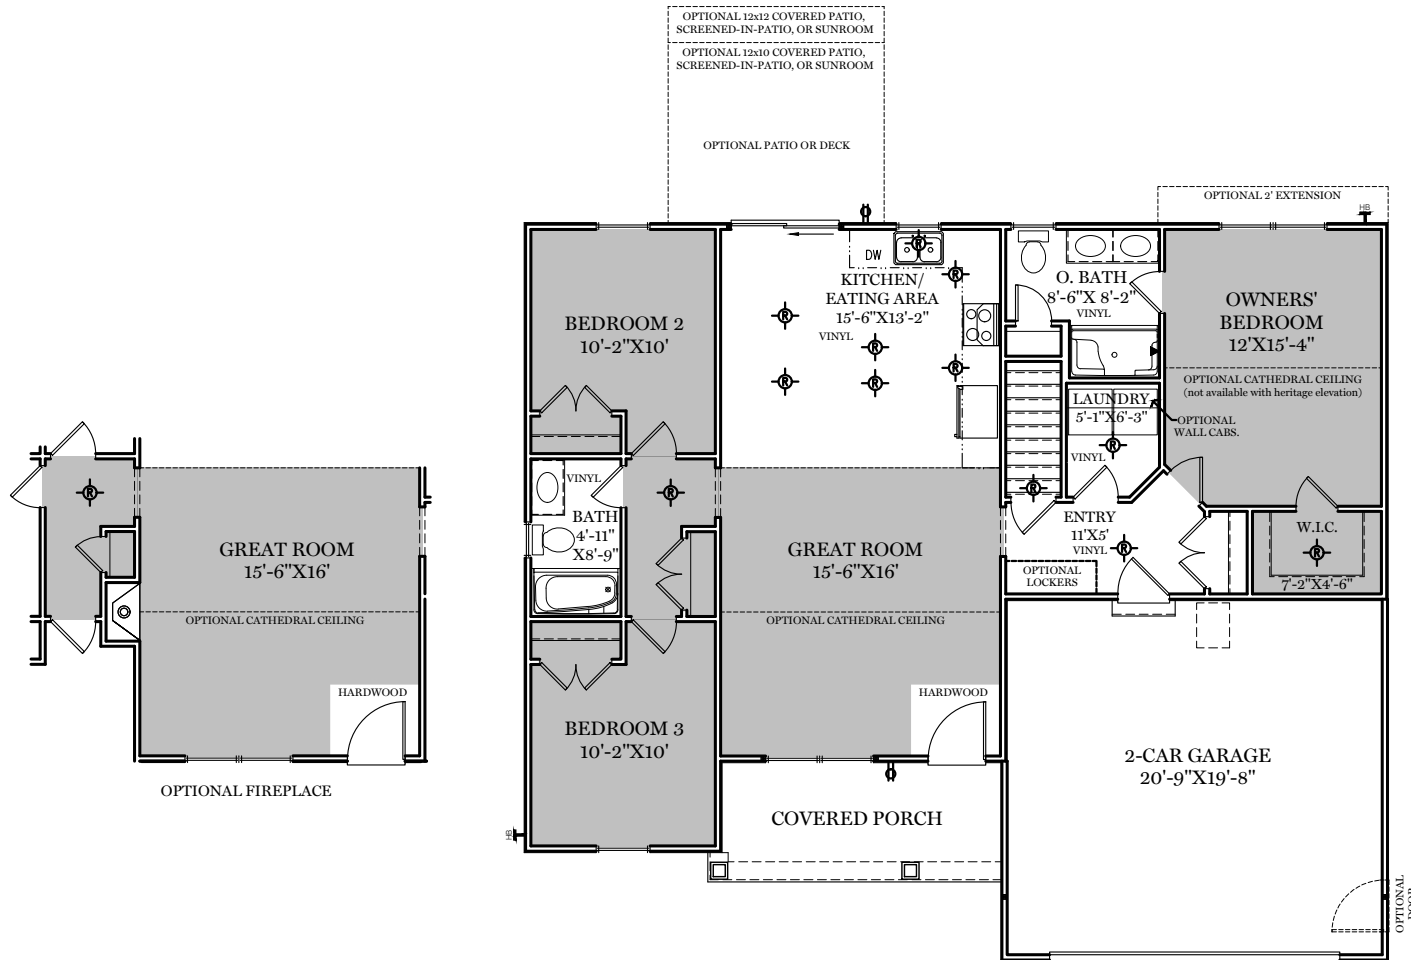 OPTIONAL 12x12 COVERED PATIO,
SCREENED-IN-PATIO, OR SUNROOM
OPTIONAL 12x10 COVERED PATIO,
SCREENED-IN-PATIO, OR SUNROOM
OPTIONAL PATIO OR DECK
OPTIONAL 2' EXTENSION
HB
R
DW
KITCHEN/
EATING AREA
15'-6"X13'-2"
VINYL
R
R
R
R
R
R
O. BATH
8'-6"X 8'-2"
VINYL
OWNERS'
BEDROOM
12'X15'-4"
OPTIONAL CATHEDRAL CEILING
(not available with heritage elevation)
BEDROOM 2
10'-2"X10'
LAUNDRY
5'-1"X6'-3"
OPTIONAL
WALL CABS.
R
VINYL
R
R
GREAT ROOM
15'-6"X16'
OPTIONAL CATHEDRAL CEILING
HARDWOOD
OPTIONAL FIREPLACE
VINYL
BATH
4'-11"
X8'-9"
R
GREAT ROOM
15'-6"X16'
OPTIONAL CATHEDRAL CEILING
HARDWOOD
ENTRY
11'X5'
VINYL
R
OPTIONAL
LOCKERS
W.I.C.
R
7'-2"X4'-6"
BEDROOM 3
10'-2"X10'
HB
COVERED PORCH
2-CAR GARAGE
20'-9"X19'-8"
OPTIONAL
DOOR